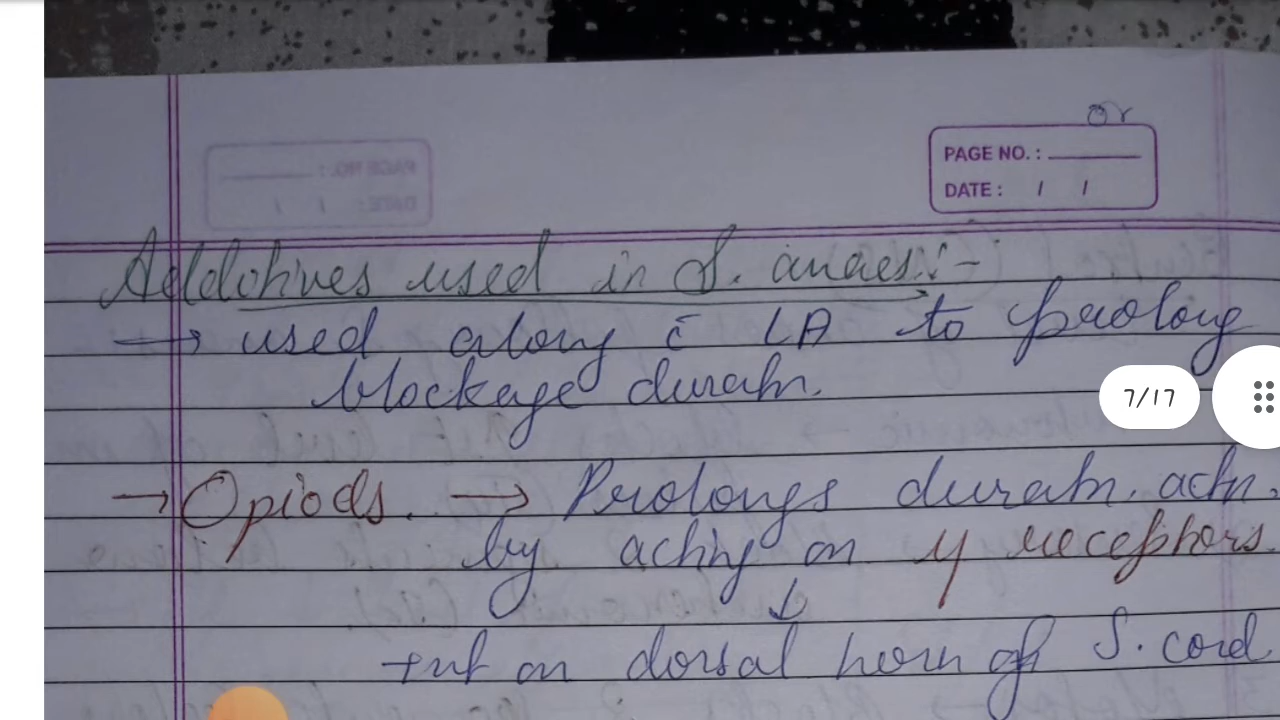 or
PAGE NO. :
DATE : / /
Additives used in S. anaes:-
→ used along c̄ LA to prolong
blockage duratn.
7/17
→ Opiods. → Prolongs duratn. actn.
by acting on μ receptors.
↓
+nt on dorsal horn of S. cord